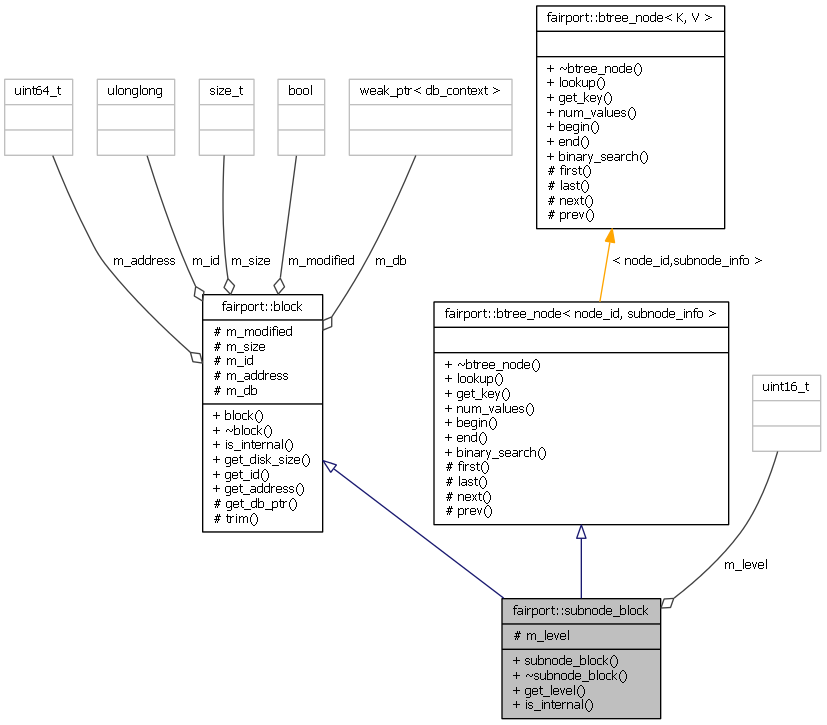 fairport::btree_node< K, V >
+ ~btree_node()
+ lookup()
+ get_key()
+ num_values()
+ begin()
+ end()
+ binary_search()
# first()
# last()
# next()
# prev()
uint64_t
ulonglong
size_t
bool
weak_ptr< db_context >
m_address
m_id
m_size
m_modified
m_db
< node_id,subnode_info >
fairport::block
# m_modified
# m_size
# m_id
# m_address
# m_db
+ block()
+ ~block()
+ is_internal()
+ get_disk_size()
+ get_id()
+ get_address()
# get_db_ptr()
# trim()
fairport::btree_node< node_id, subnode_info >
+ ~btree_node()
+ lookup()
+ get_key()
+ num_values()
+ begin()
+ end()
+ binary_search()
# first()
# last()
# next()
# prev()
uint16_t
m_level
fairport::subnode_block
# m_level
+ subnode_block()
+ ~subnode_block()
+ get_level()
+ is_internal()